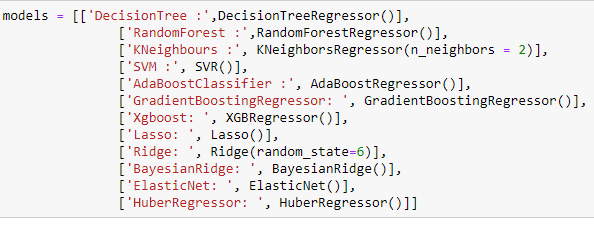 models = [['DecisionTree :',DecisionTreeRegressor()],
['RandomForest :',RandomForestRegressor()],
['KNeighbours :', KNeighborsRegressor(n_neighbors = 2)],
['SVM :', SVR()],
['AdaBoostClassifier :', AdaBoostRegressor()],
['GradientBoostingRegressor: ', GradientBoostingRegressor()],
['Xgboost: ', XGBRegressor()],
['Lasso: ', Lasso()],
['Ridge: ', Ridge(random_state=6)],
['BayesianRidge: ', BayesianRidge()],
['ElasticNet: ', ElasticNet()],
['HuberRegressor: ', HuberRegressor()]]